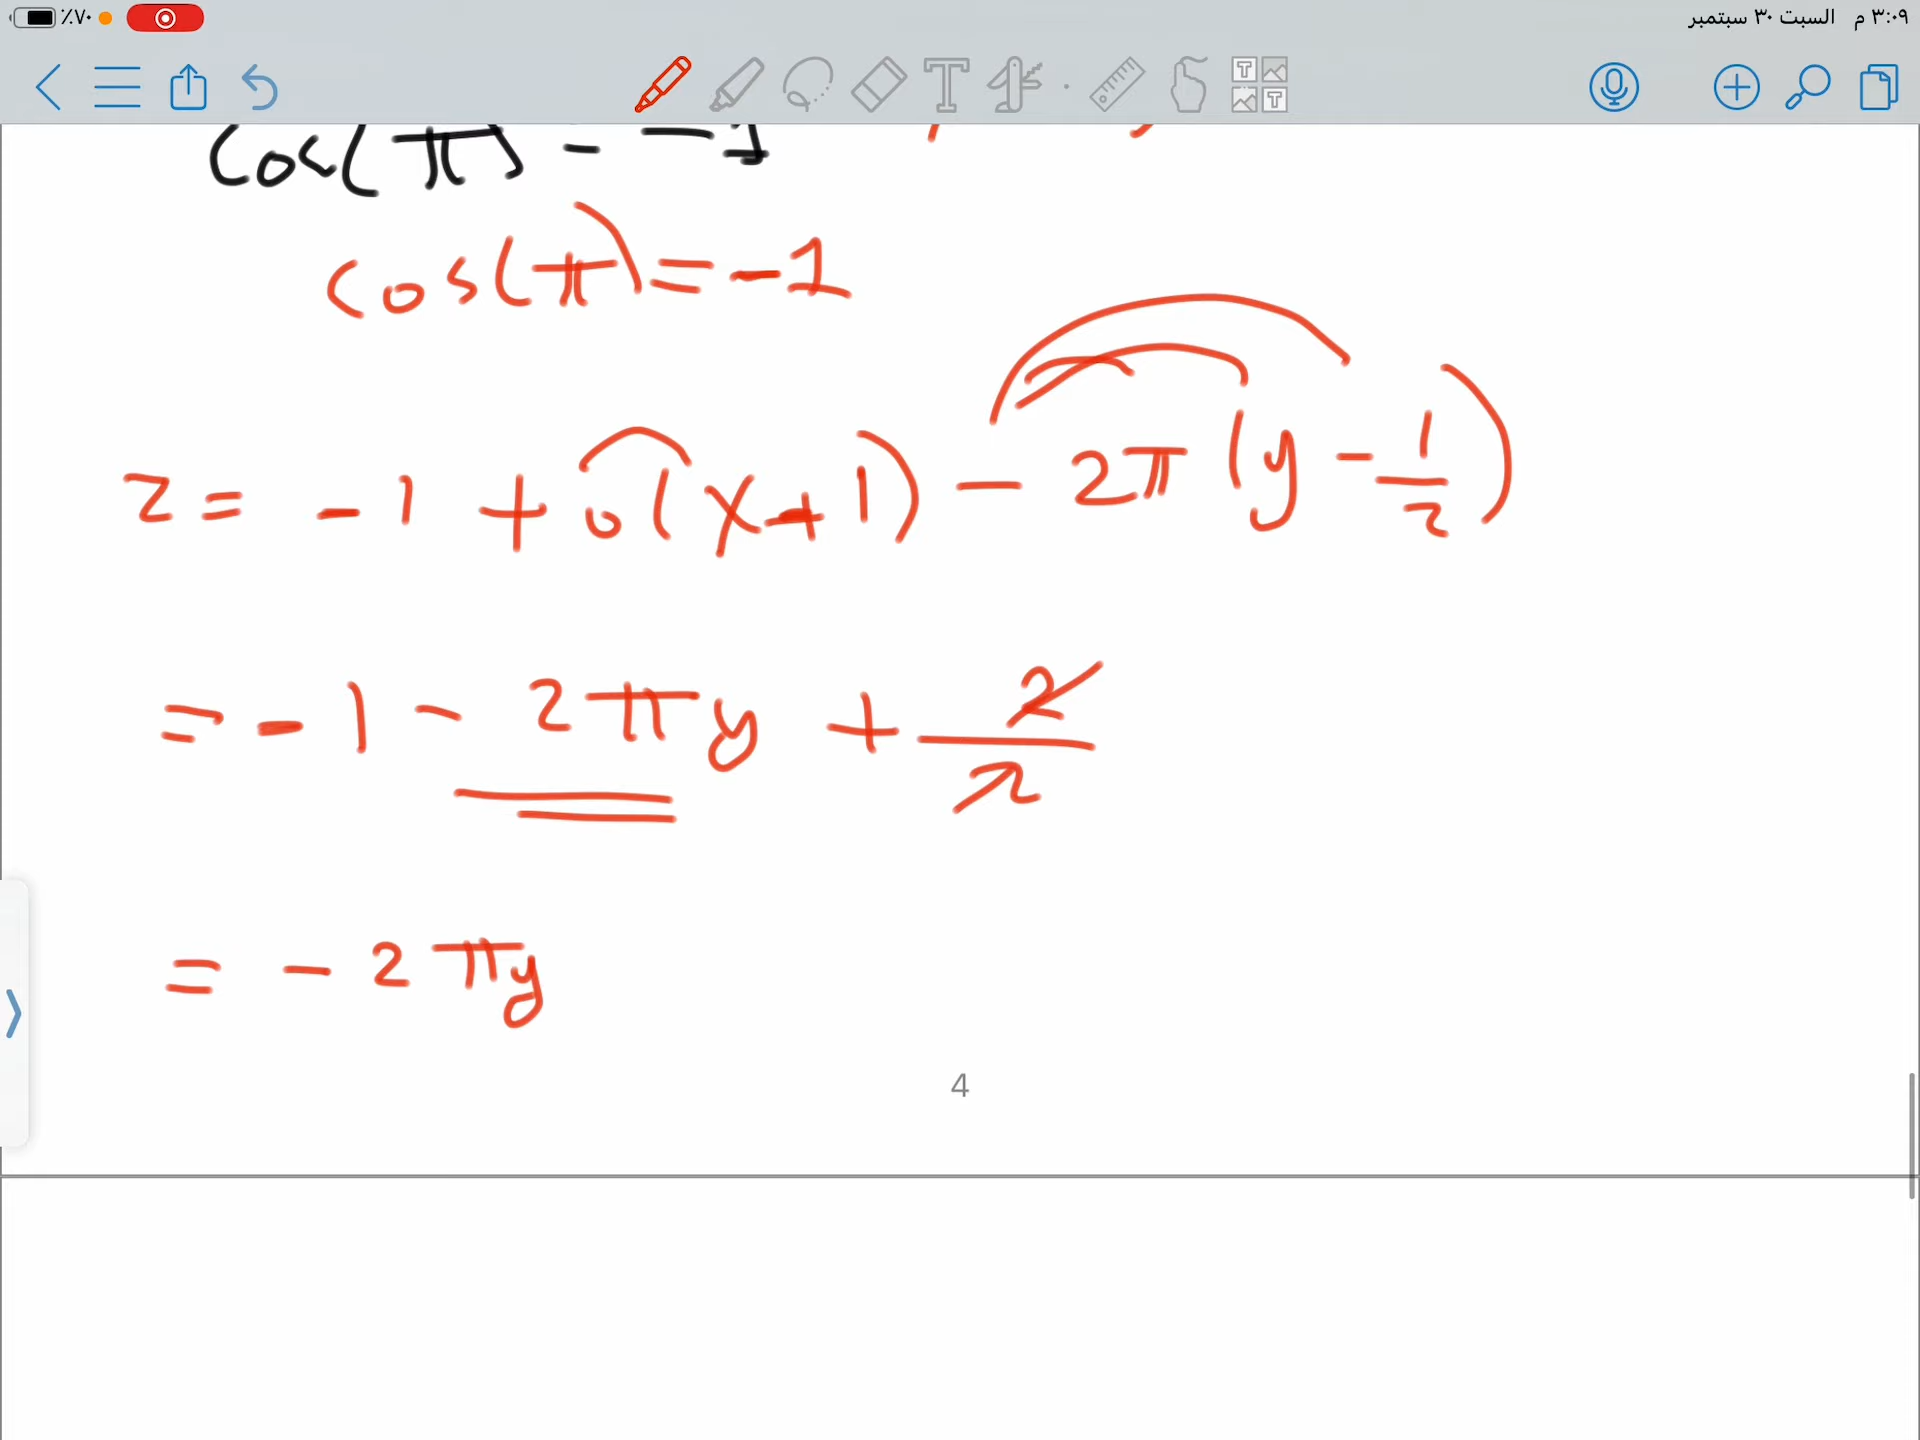 ٪٧٠ السبت ٣٠ سبتمبر ٣:٠٩ م
cos(π) = -1
cos(π) = -1
z = -1 + 0(x+1) - 2π(y - 1/2)
= -1 - 2πy + 2/2
= -2πy
4